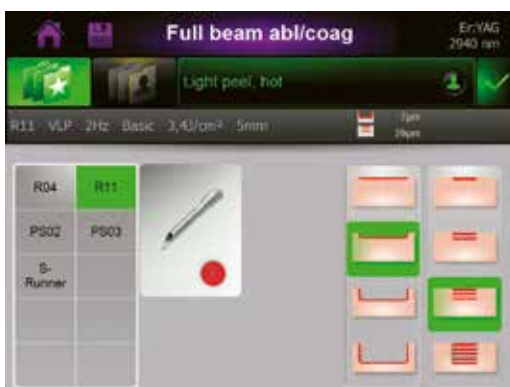 Full beam abl/coag
Er:YAG
2940 nm
Light peel, hot
1
R11 VLP 2Hz Basic 3,4J/cm² 5mm
R04 R11
PS02 PS03
S-
Runner